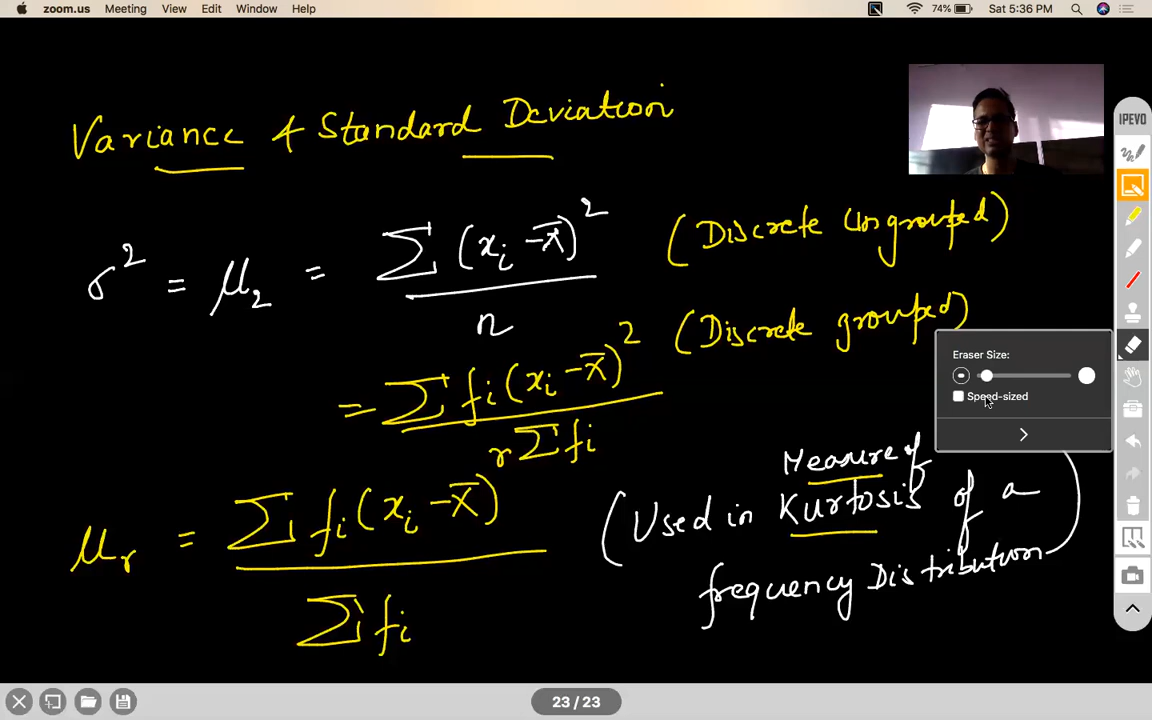 zoom.us Meeting View Edit Window Help 74% Sat 5:36 PM
Variance & Standard Deviation
IPEVO
σ² = μ₂ = Σ(xᵢ - x̄)² / n (Discrete Ungrouped)
= Σfᵢ(xᵢ - x̄)² / rΣfᵢ (Discrete grouped)
Eraser Size:
Speed-sized
μᵣ = Σfᵢ(xᵢ - x̄) / Σfᵢ
Measure of
(Used in Kurtosis of a
frequency Distribution)
23 / 23